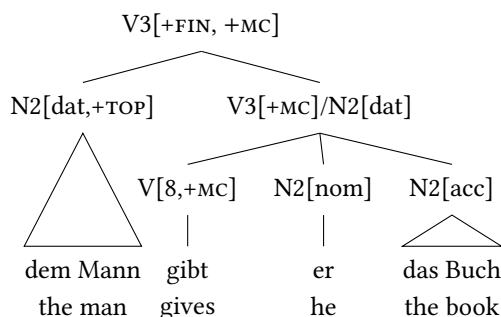 V3[+FIN, +MC]
N2[dat,+TOP] V3[+MC]/N2[dat]
V[8,+MC] N2[nom] N2[acc]
dem Mann gibt er das Buch
the man gives he the book